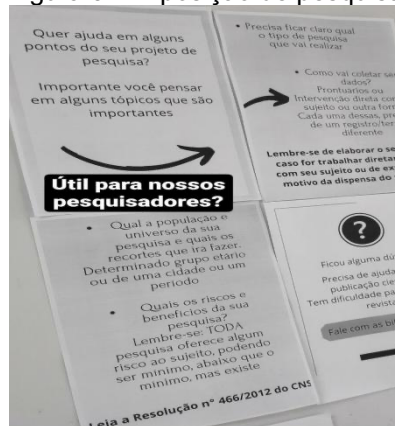 Quer ajuda em alguns
pontos do seu projeto de
pesquisa?
Importante você pensar
em alguns tópicos que são
importantes
• Precisa ficar claro qual
o tipo de pesquisa
que vai realizar
• Como vai coletar se
dados?
Prontuários ou
Intervenção direta com
sujeito ou outra for
Cada uma dessas, pre
de um registro/ter
diferente
Lembre-se de elaborar o se
caso for trabalhar direta
com seu sujeito ou de ex
motivo da dispensa do
Útil para nossos
pesquisadores?
• Qual a população e
universo da sua
pesquisa e quais os
recortes que irá fazer.
Determinado grupo etário
ou de uma cidade ou um
período
• Quais os riscos e
benefícios da sua
pesquisa?
Lembre-se: TODA
pesquisa oferece algum
risco ao sujeito, podendo
ser mínimo, abaixo que o
mínimo, mas existe
Leia a Resolução nº 466/2012 do CNS
?
Ficou alguma dú
Precisa de ajuda
publicação cie
Tem dificuldade pa
revist
Fale com as bi